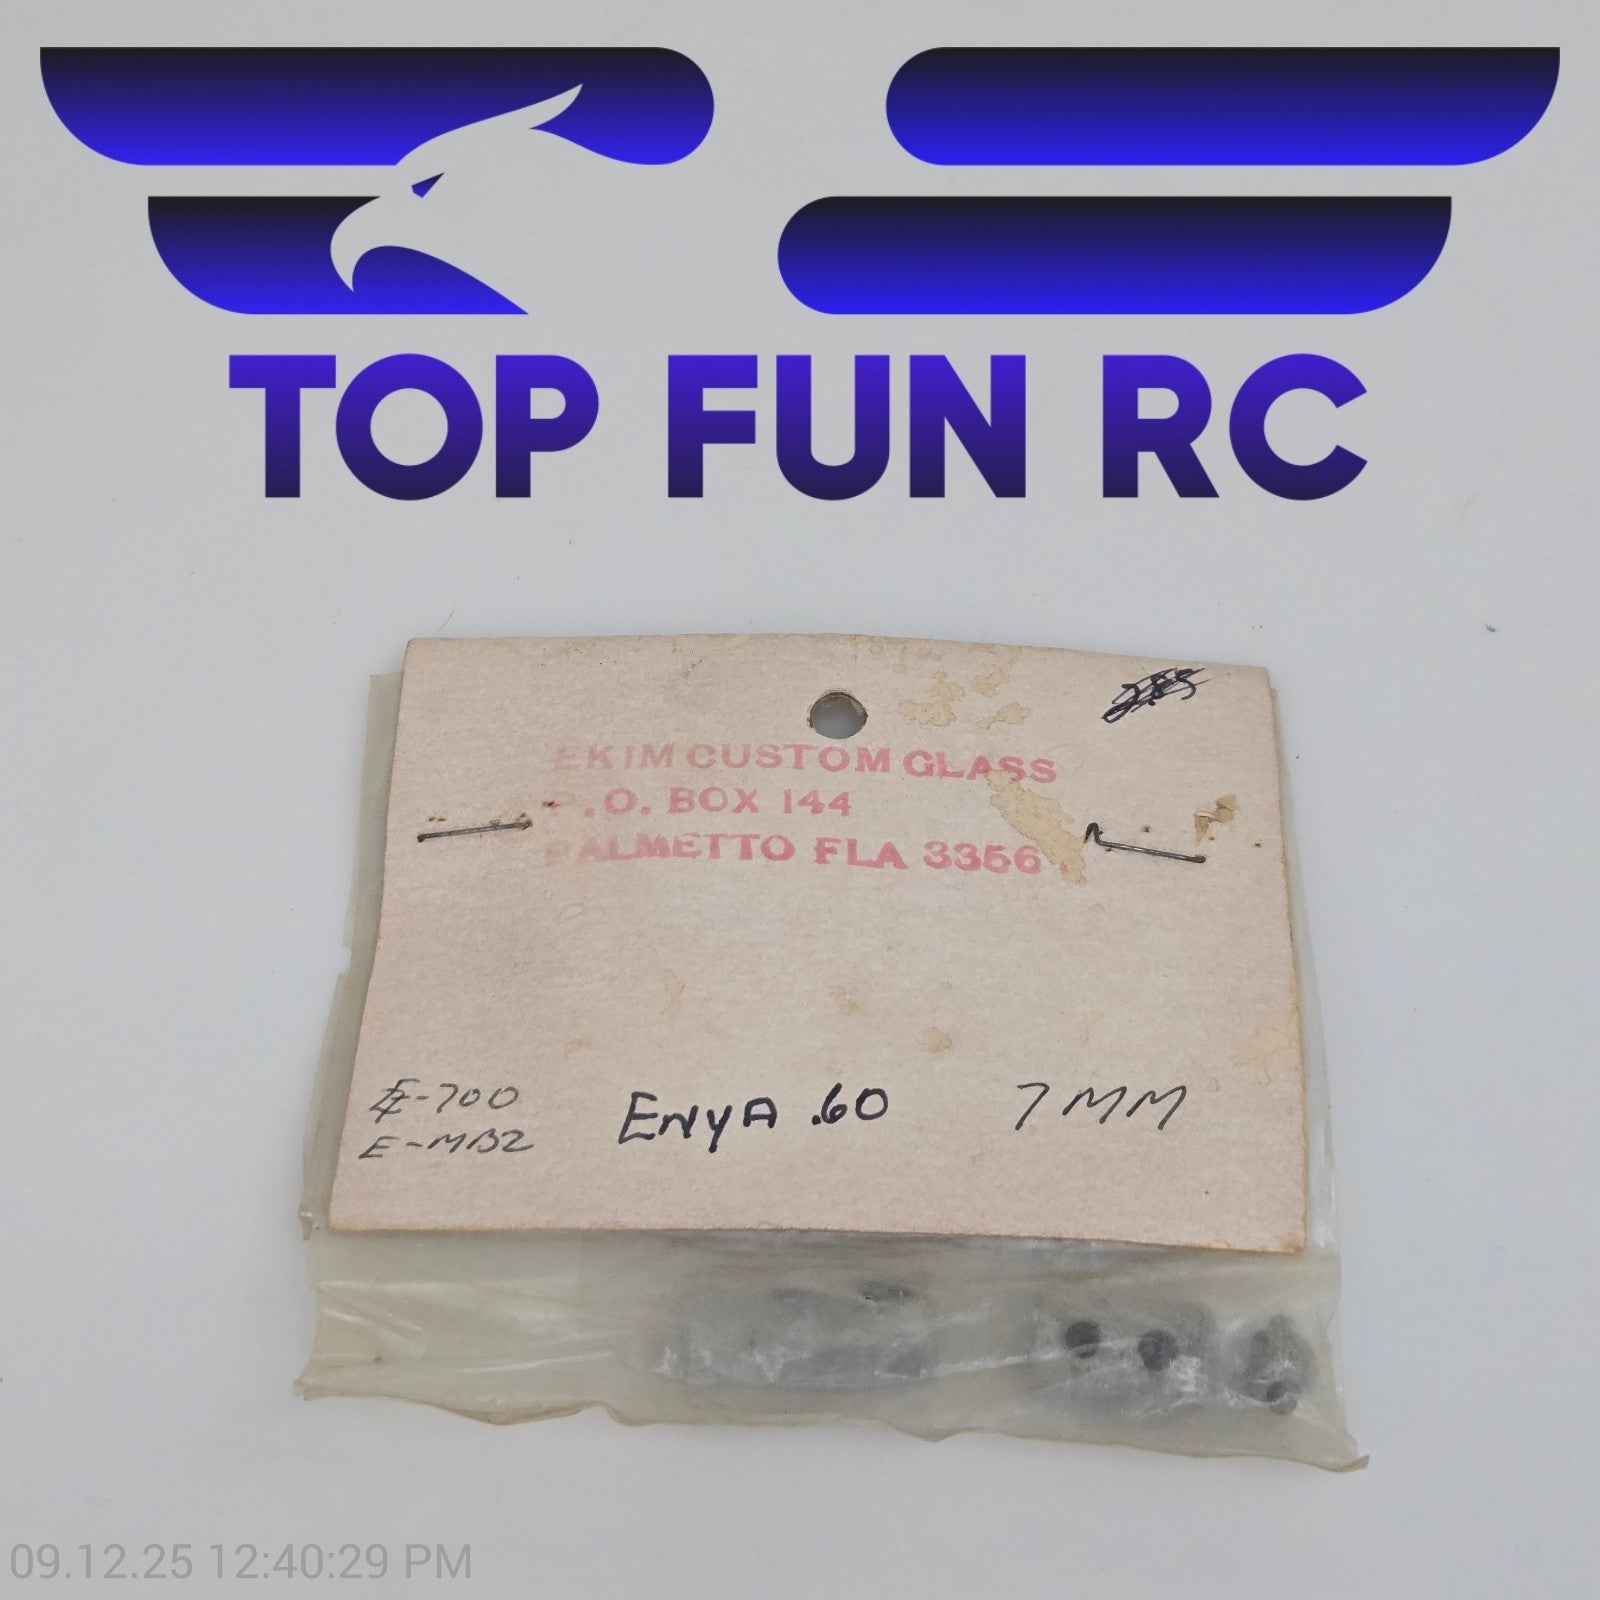 TOP FUN RC
EKIM CUSTOM GLASS
P.O. BOX 144
PALMETTO FLA 3356
E-700
E-MB2
ENYA .60
7MM
09.12.25 12:40:29 PM